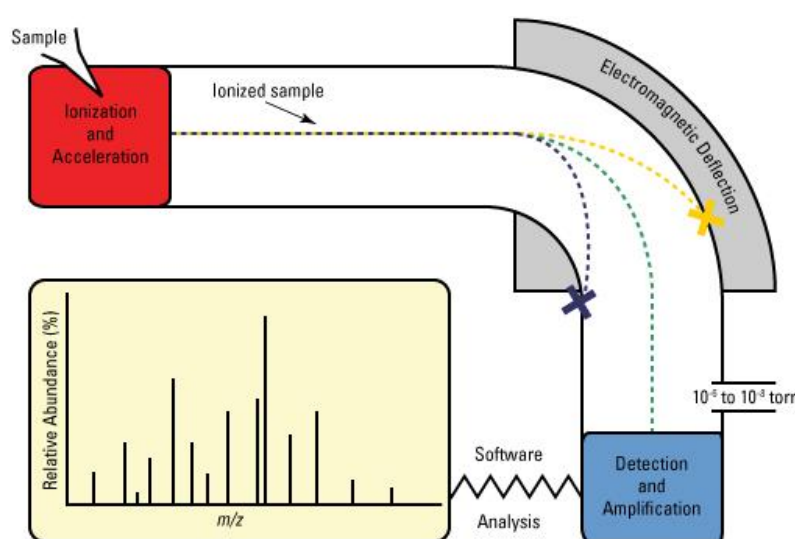 Sample
Ionization
and
Acceleration
Ionized sample
Electromagnetic Deflection
10⁻⁶ to 10⁻⁸ torr
Relative Abundance (%)
m/z
Software
Analysis
Detection
and
Amplification